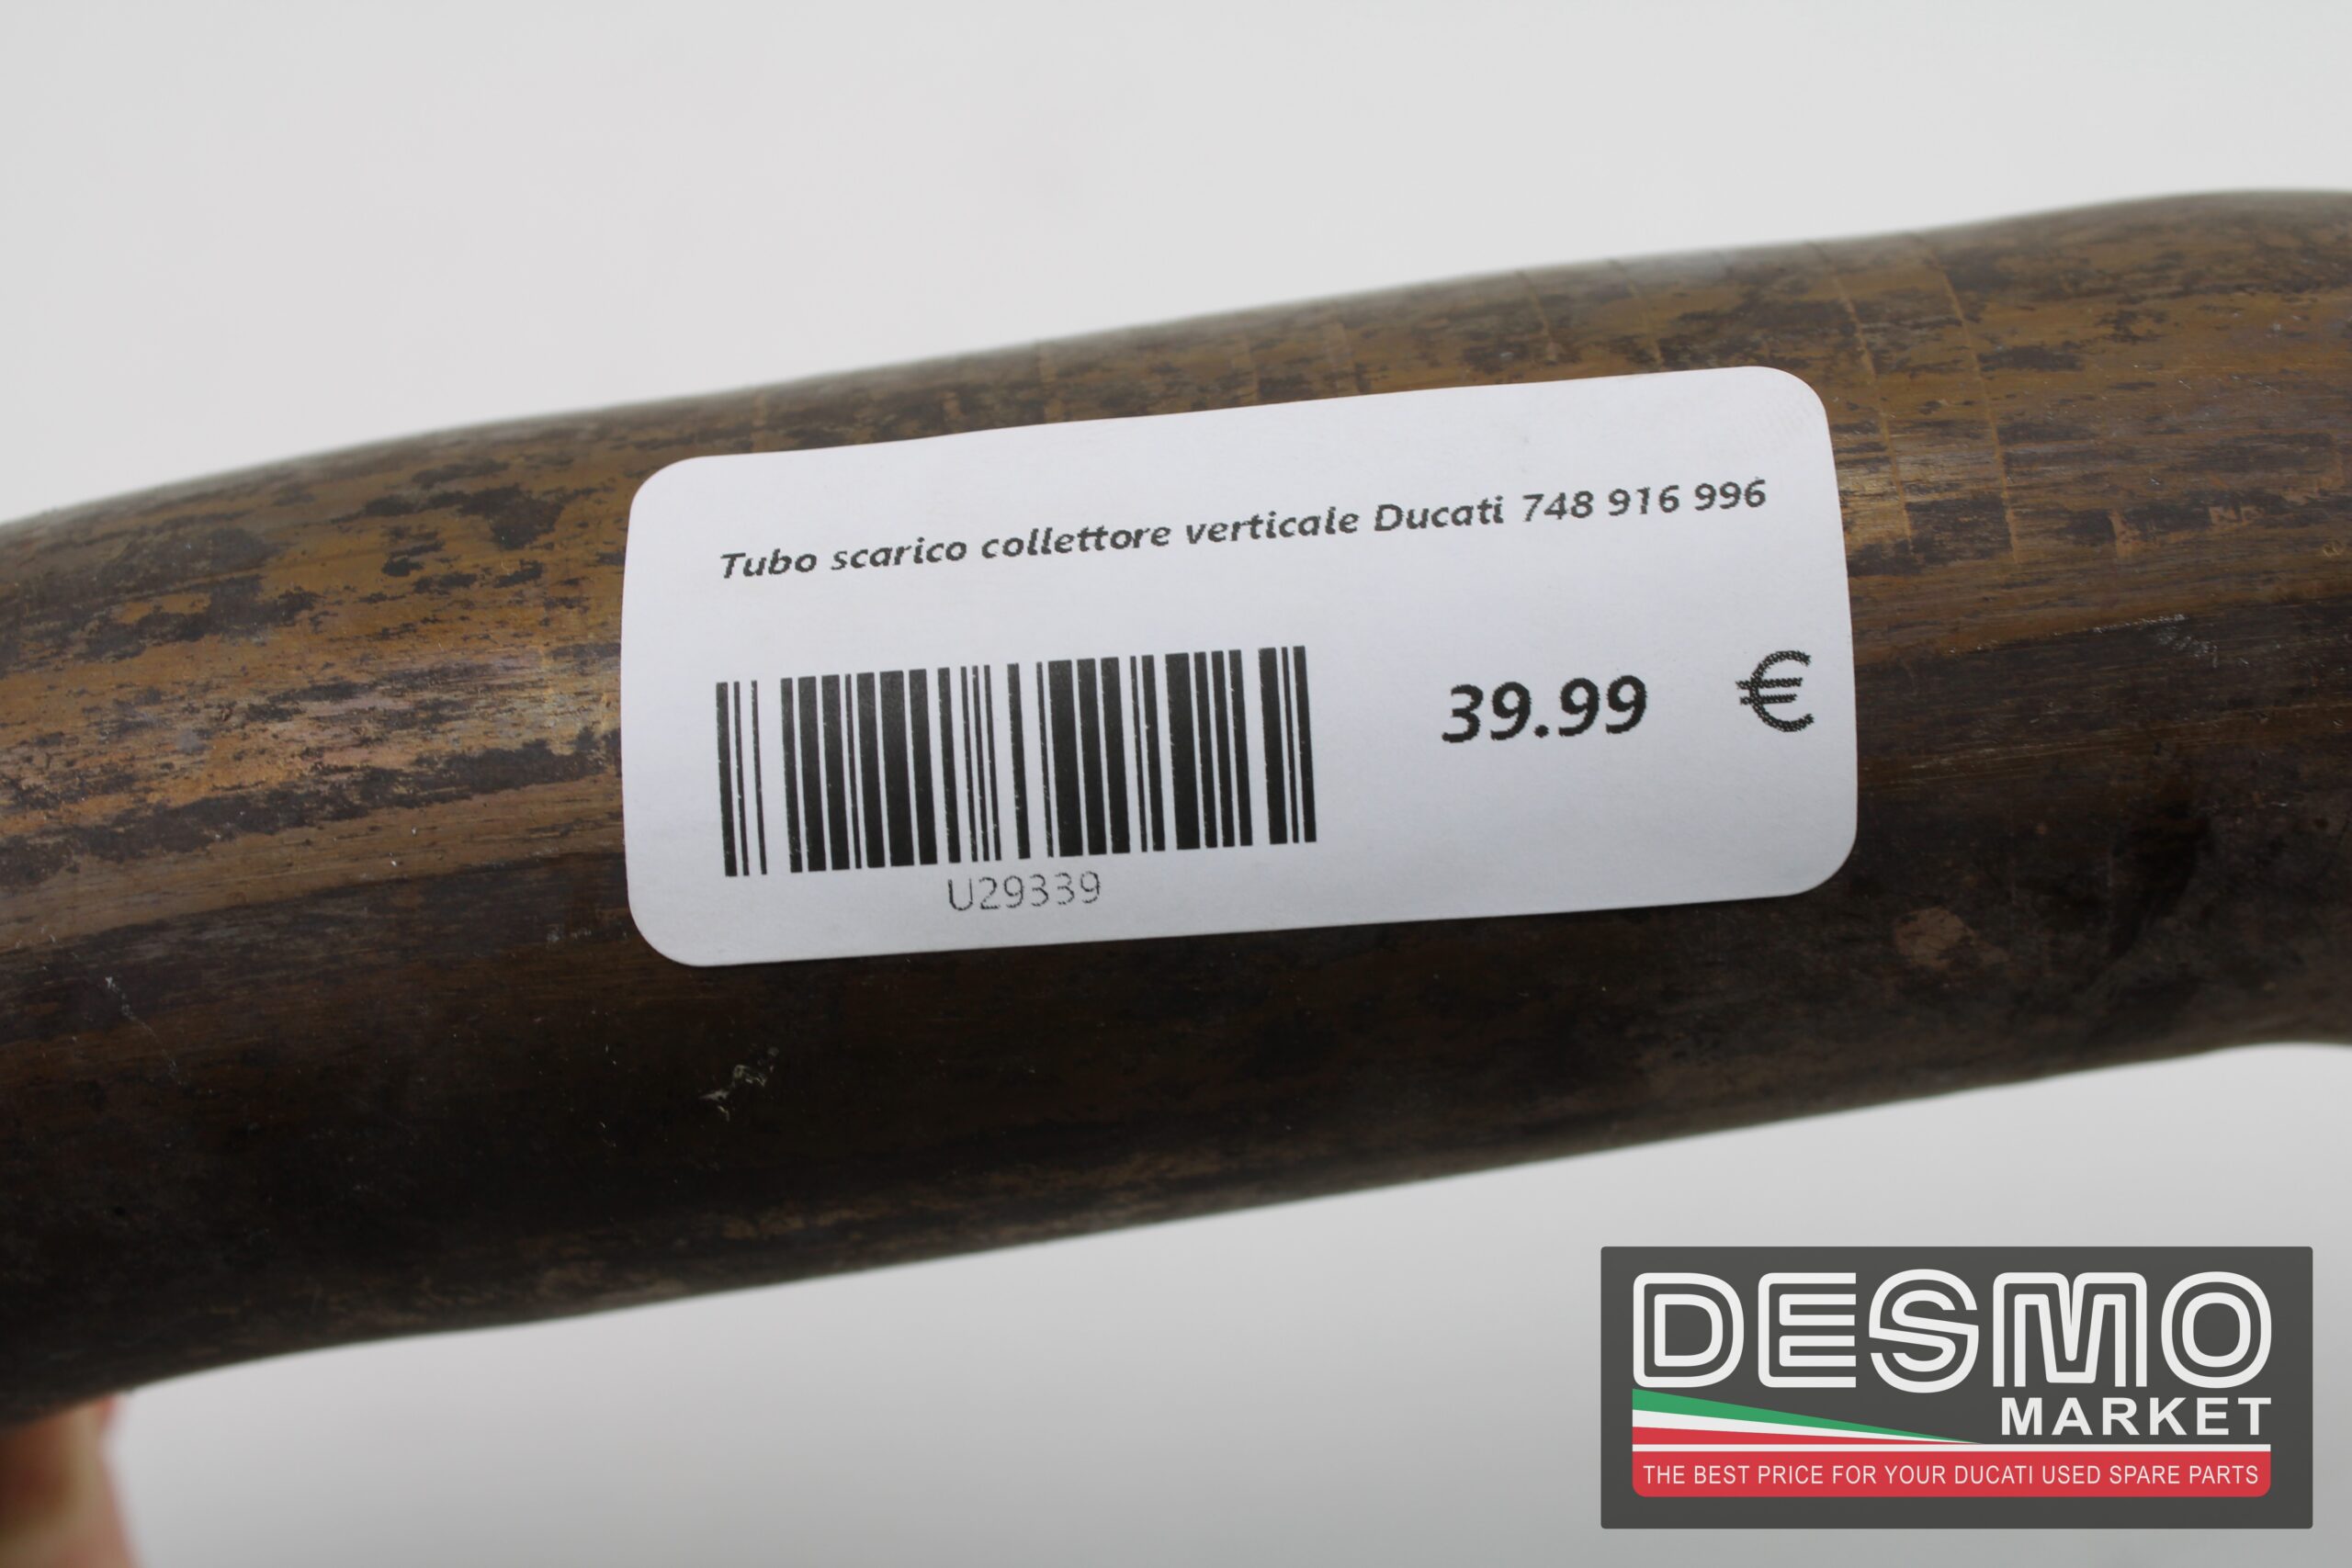 Tubo scarico collettore verticale Ducati 748 916 996
39.99 €
U29339
DESMO
MARKET
THE BEST PRICE FOR YOUR DUCATI USED SPARE PARTS